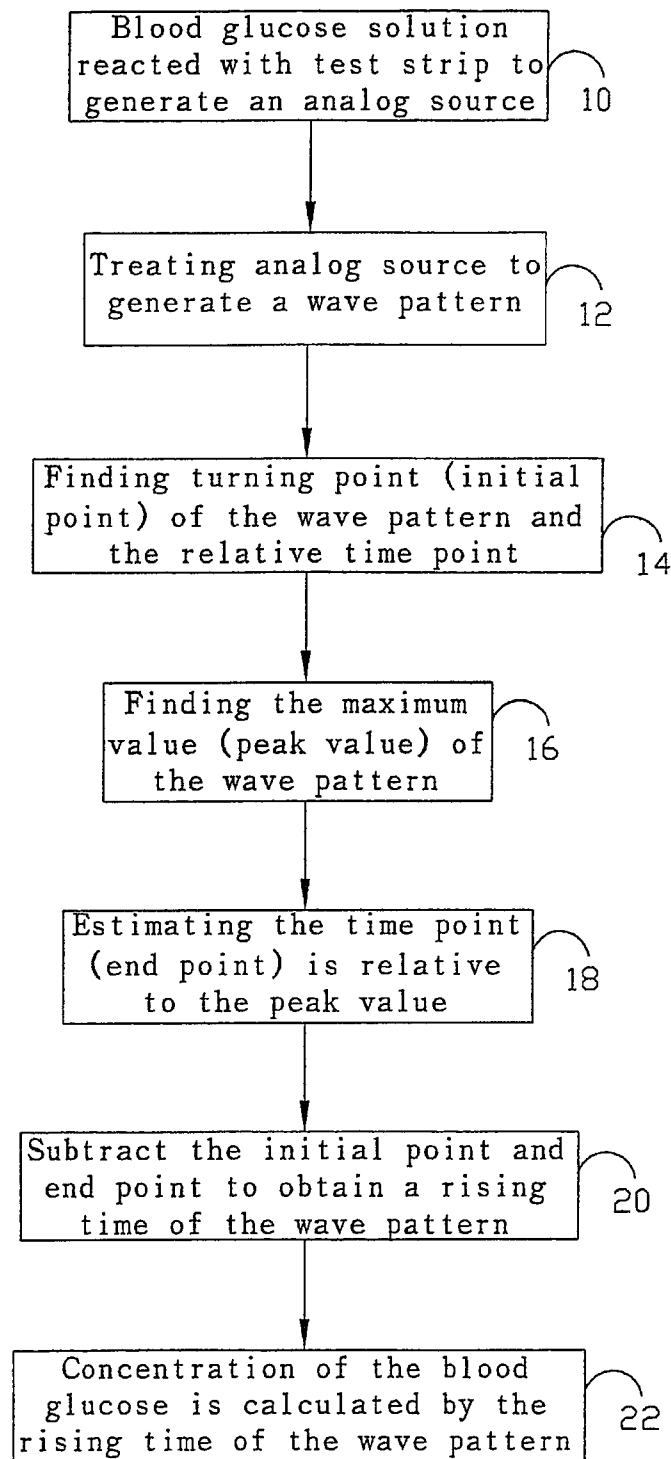 Blood glucose solution
reacted with test strip to
generate an analog source
10
Treating analog source to
generate a wave pattern
12
Finding turning point (initial
point) of the wave pattern and
the relative time point
14
Finding the maximum
value (peak value) of
the wave pattern
16
Estimating the time point
(end point) is relative
to the peak value
18
Subtract the initial point and
end point to obtain a rising
time of the wave pattern
20
Concentration of the blood
glucose is calculated by the
rising time of the wave pattern
22